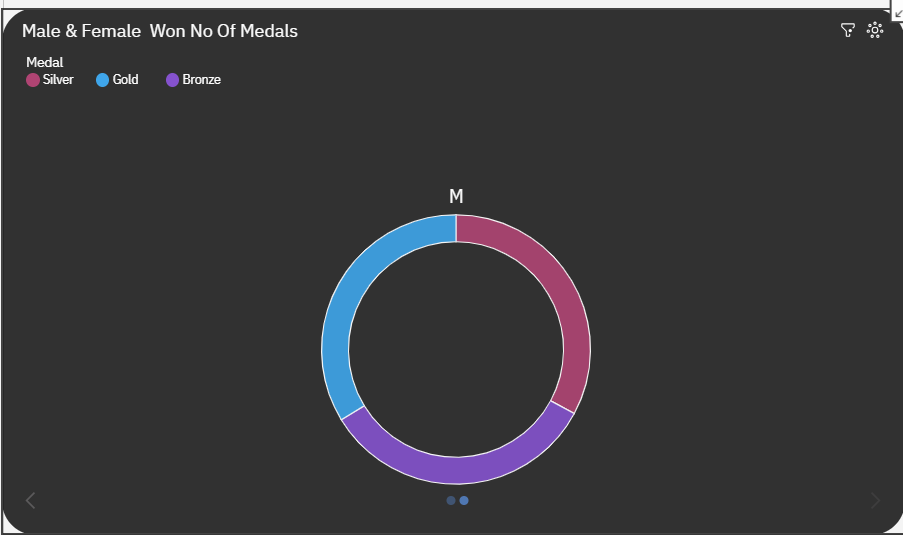 Male & Female  Won No Of Medals
Medal
Silver Gold Bronze
M